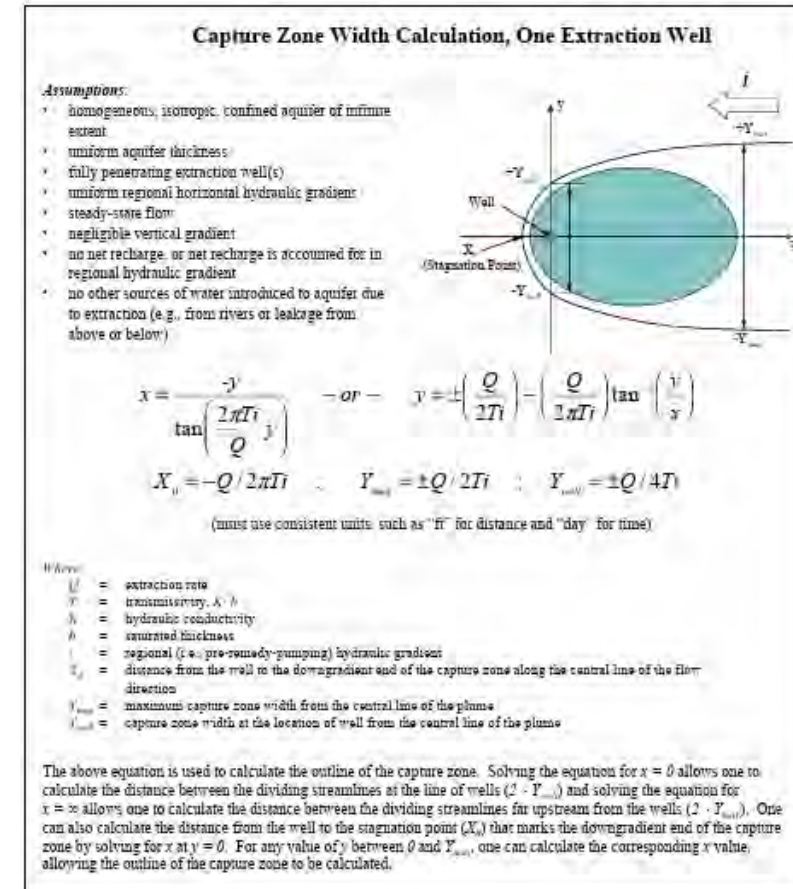 Capture Zone Width Calculation, One Extraction Well
Assumptions:
homogeneous, isotropic, confined aquifer of infinite
extent
uniform aquifer thickness
fully penetrating extraction well(s)
uniform regional horizontal hydraulic gradient
steady-state flow
negligible vertical gradient
no net recharge, or net recharge is accounted for in
regional hydraulic gradient
no other sources of water introduced to aquifer due
to extraction (e.g., from rivers or leakage from
above or below)
i
y
Well
(Stagnation Point)
x = -y / tan(2πTi/Q y) – or – y = ±(Q/2Ti) – (Q/2πTi) tan (y/x)
X₀ = -Q / 2πTi ; Ymax = ±Q / 2Ti ; Ywell = ±Q / 4Ti
(must use consistent units, such as "ft" for distance and "day" for time)
Where:
Q = extraction rate
T = transmissivity, K · b
= hydraulic conductivity
b = saturated thickness
i = regional (i.e., pre-remedy-pumping) hydraulic gradient
X₀ = distance from the well to the downgradient end of the capture zone along the central line of the flow
direction
Ymax = maximum capture zone width from the central line of the plume
Ywell = capture zone width at the location of well from the central line of the plume
The above equation is used to calculate the outline of the capture zone. Solving the equation for x = 0 allows one to
calculate the distance between the dividing streamlines at the line of wells (2 · Ywell) and solving the equation for
x = ∞ allows one to calculate the distance between the dividing streamlines far upstream from the wells (2 · Ymax). One
can also calculate the distance from the well to the stagnation point (X₀) that marks the downgradient end of the capture
zone by solving for x at y = 0. For any value of y between 0 and Ymax, one can calculate the corresponding x value,
allowing the outline of the capture zone to be calculated.